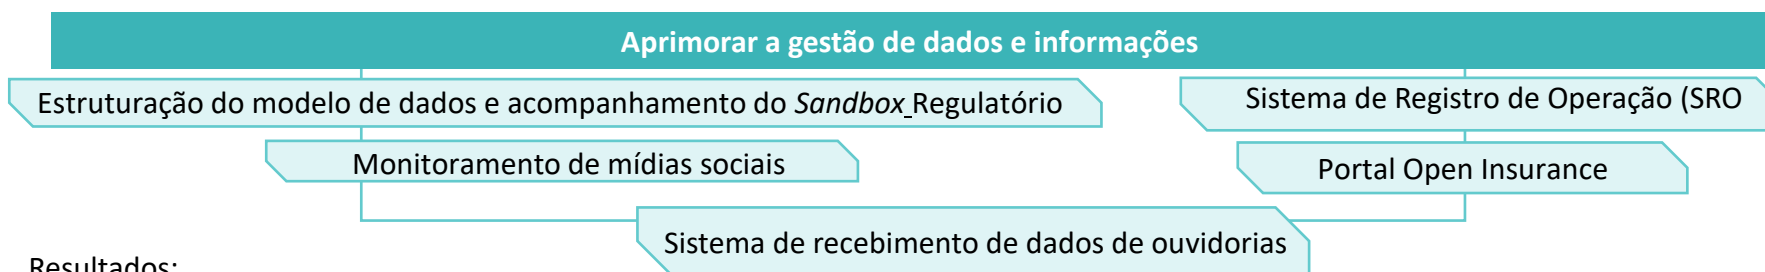 Aprimorar a gestão de dados e informações
Estruturação do modelo de dados e acompanhamento do Sandbox Regulatório
Sistema de Registro de Operação (SRO
Monitoramento de mídias sociais
Portal Open Insurance
Sistema de recebimento de dados de ouvidorias
Resultados: